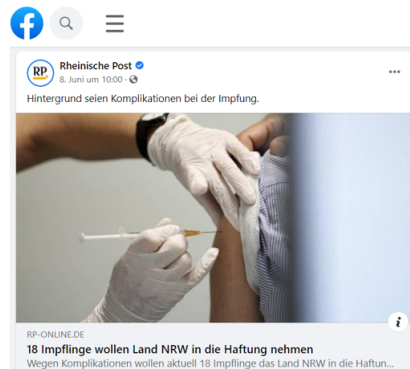 RP
Rheinische Post
8. Juni um 10:00 ·
Hintergrund seien Komplikationen bei der Impfung.
RP-ONLINE.DE
18 Impflinge wollen Land NRW in die Haftung nehmen
Wegen Komplikationen wollen aktuell 18 Impflinge das Land NRW in die Haftun...